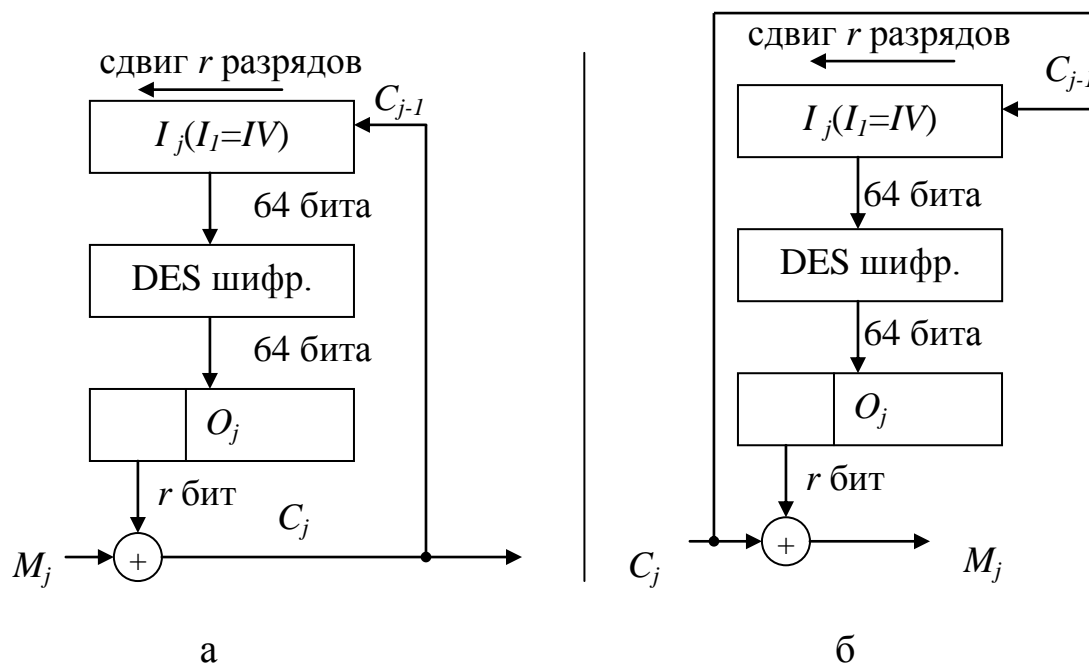 сдвиг r разрядов
C_{j-1}
I_j(I_1=IV)
64 бита
DES шифр.
64 бита
O_j
r бит
C_j
M_j
+
а
сдвиг r разрядов
C_{j-1}
I_j(I_1=IV)
64 бита
DES шифр.
64 бита
O_j
r бит
C_j
+
M_j
б